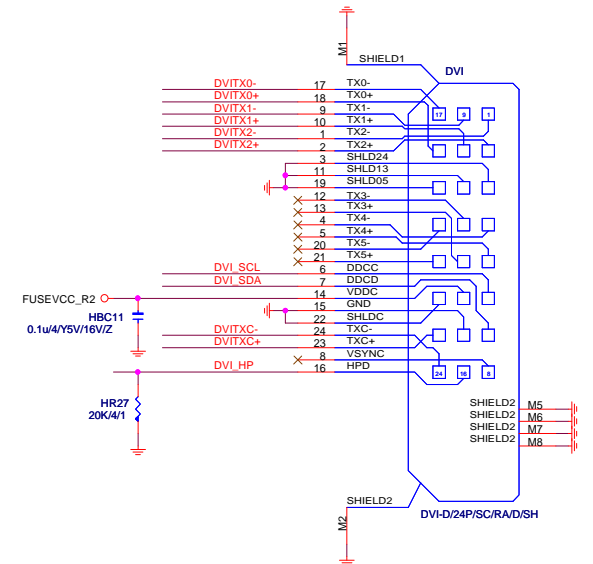 M1
SHIELD1
DVI
DVITX0- 17 TX0-
DVITX0+ 18 TX0+
DVITX1- 9 TX1-
DVITX1+ 10 TX1+
DVITX2- 1 TX2-
DVITX2+ 2 TX2+
3 SHLD24
11 SHLD13
19 SHLD05
12 TX3-
13 TX3+
4 TX4-
5 TX4+
20 TX5-
21 TX5+
DVI_SCL 6 DDCC
DVI_SDA 7 DDCD
FUSEVCC_R2 14 VDDC
15 GND
22 SHLDC
DVITXC- 24 TXC-
DVITXC+ 23 TXC+
8 VSYNC
DVI_HP 16 HPD
17 9 1
24 16 8
HBC11
0.1u/4/Y5V/16V/Z
HR27
20K/4/1
SHIELD2 M5
SHIELD2 M6
SHIELD2 M7
SHIELD2 M8
SHIELD2
M2
DVI-D/24P/SC/RA/D/SH